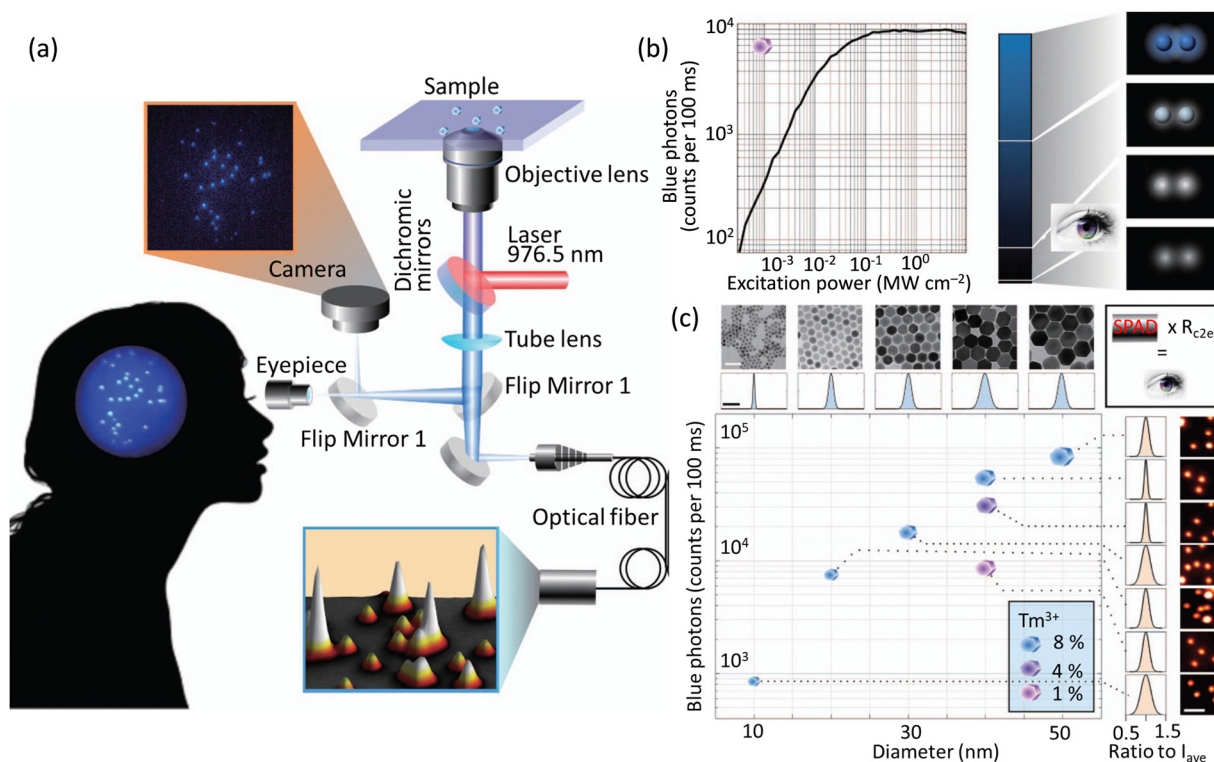 (a)
Sample
Objective lens
Dichromic
mirrors
Laser
976.5 nm
Camera
Tube lens
Eyepiece
Flip Mirror 1
Flip Mirror 1
Optical fiber
(b)
Blue photons
(counts per 100 ms)
10⁴
10³
10²
10⁻³ 10⁻² 10⁻¹ 10⁰
Excitation power (MW cm⁻²)
(c)
SPAD x R_c2e
=
Blue photons (counts per 100 ms)
10⁵
10⁴
10³
Tm³⁺
8 %
4 %
1 %
10 30 50
Diameter (nm)
0.5 1.5
Ratio to I_ave